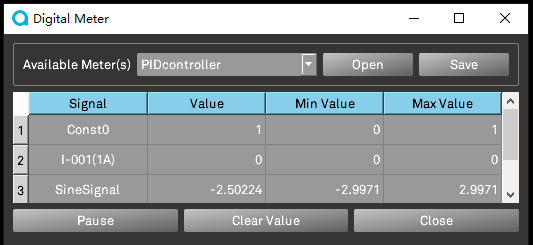 Digital Meter
Available Meter(s) PIDcontroller Open Save
Signal Value Min Value Max Value
1 Const0 1 0 1
2 I-001(1A) 0 0 0
3 SineSignal -2.50224 -2.9971 2.9971
Pause Clear Value Close